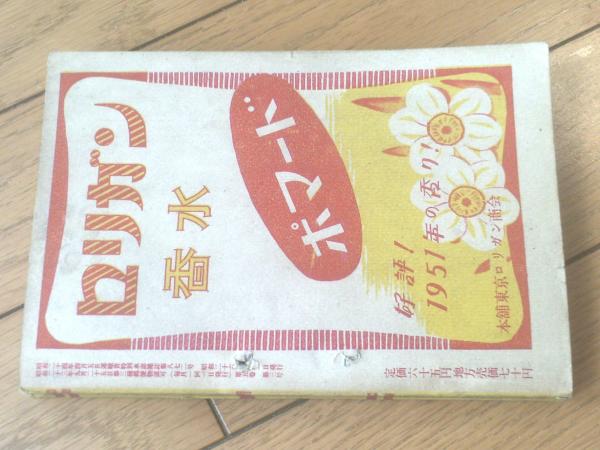 ロリガン
香水
ポマード
好評!
1951年の香り!
本舗東京ロリガン商会
定価六十五円地方売価七十円